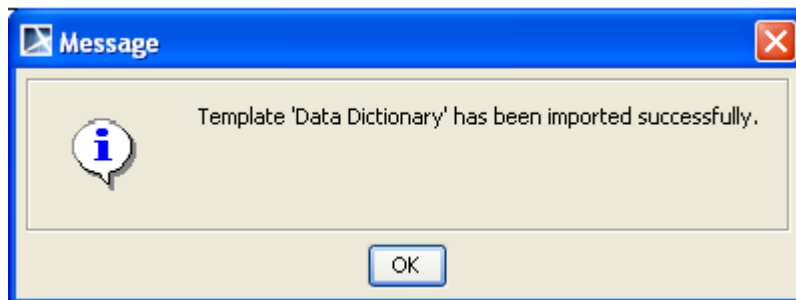 Message
Template 'Data Dictionary' has been imported successfully.
OK